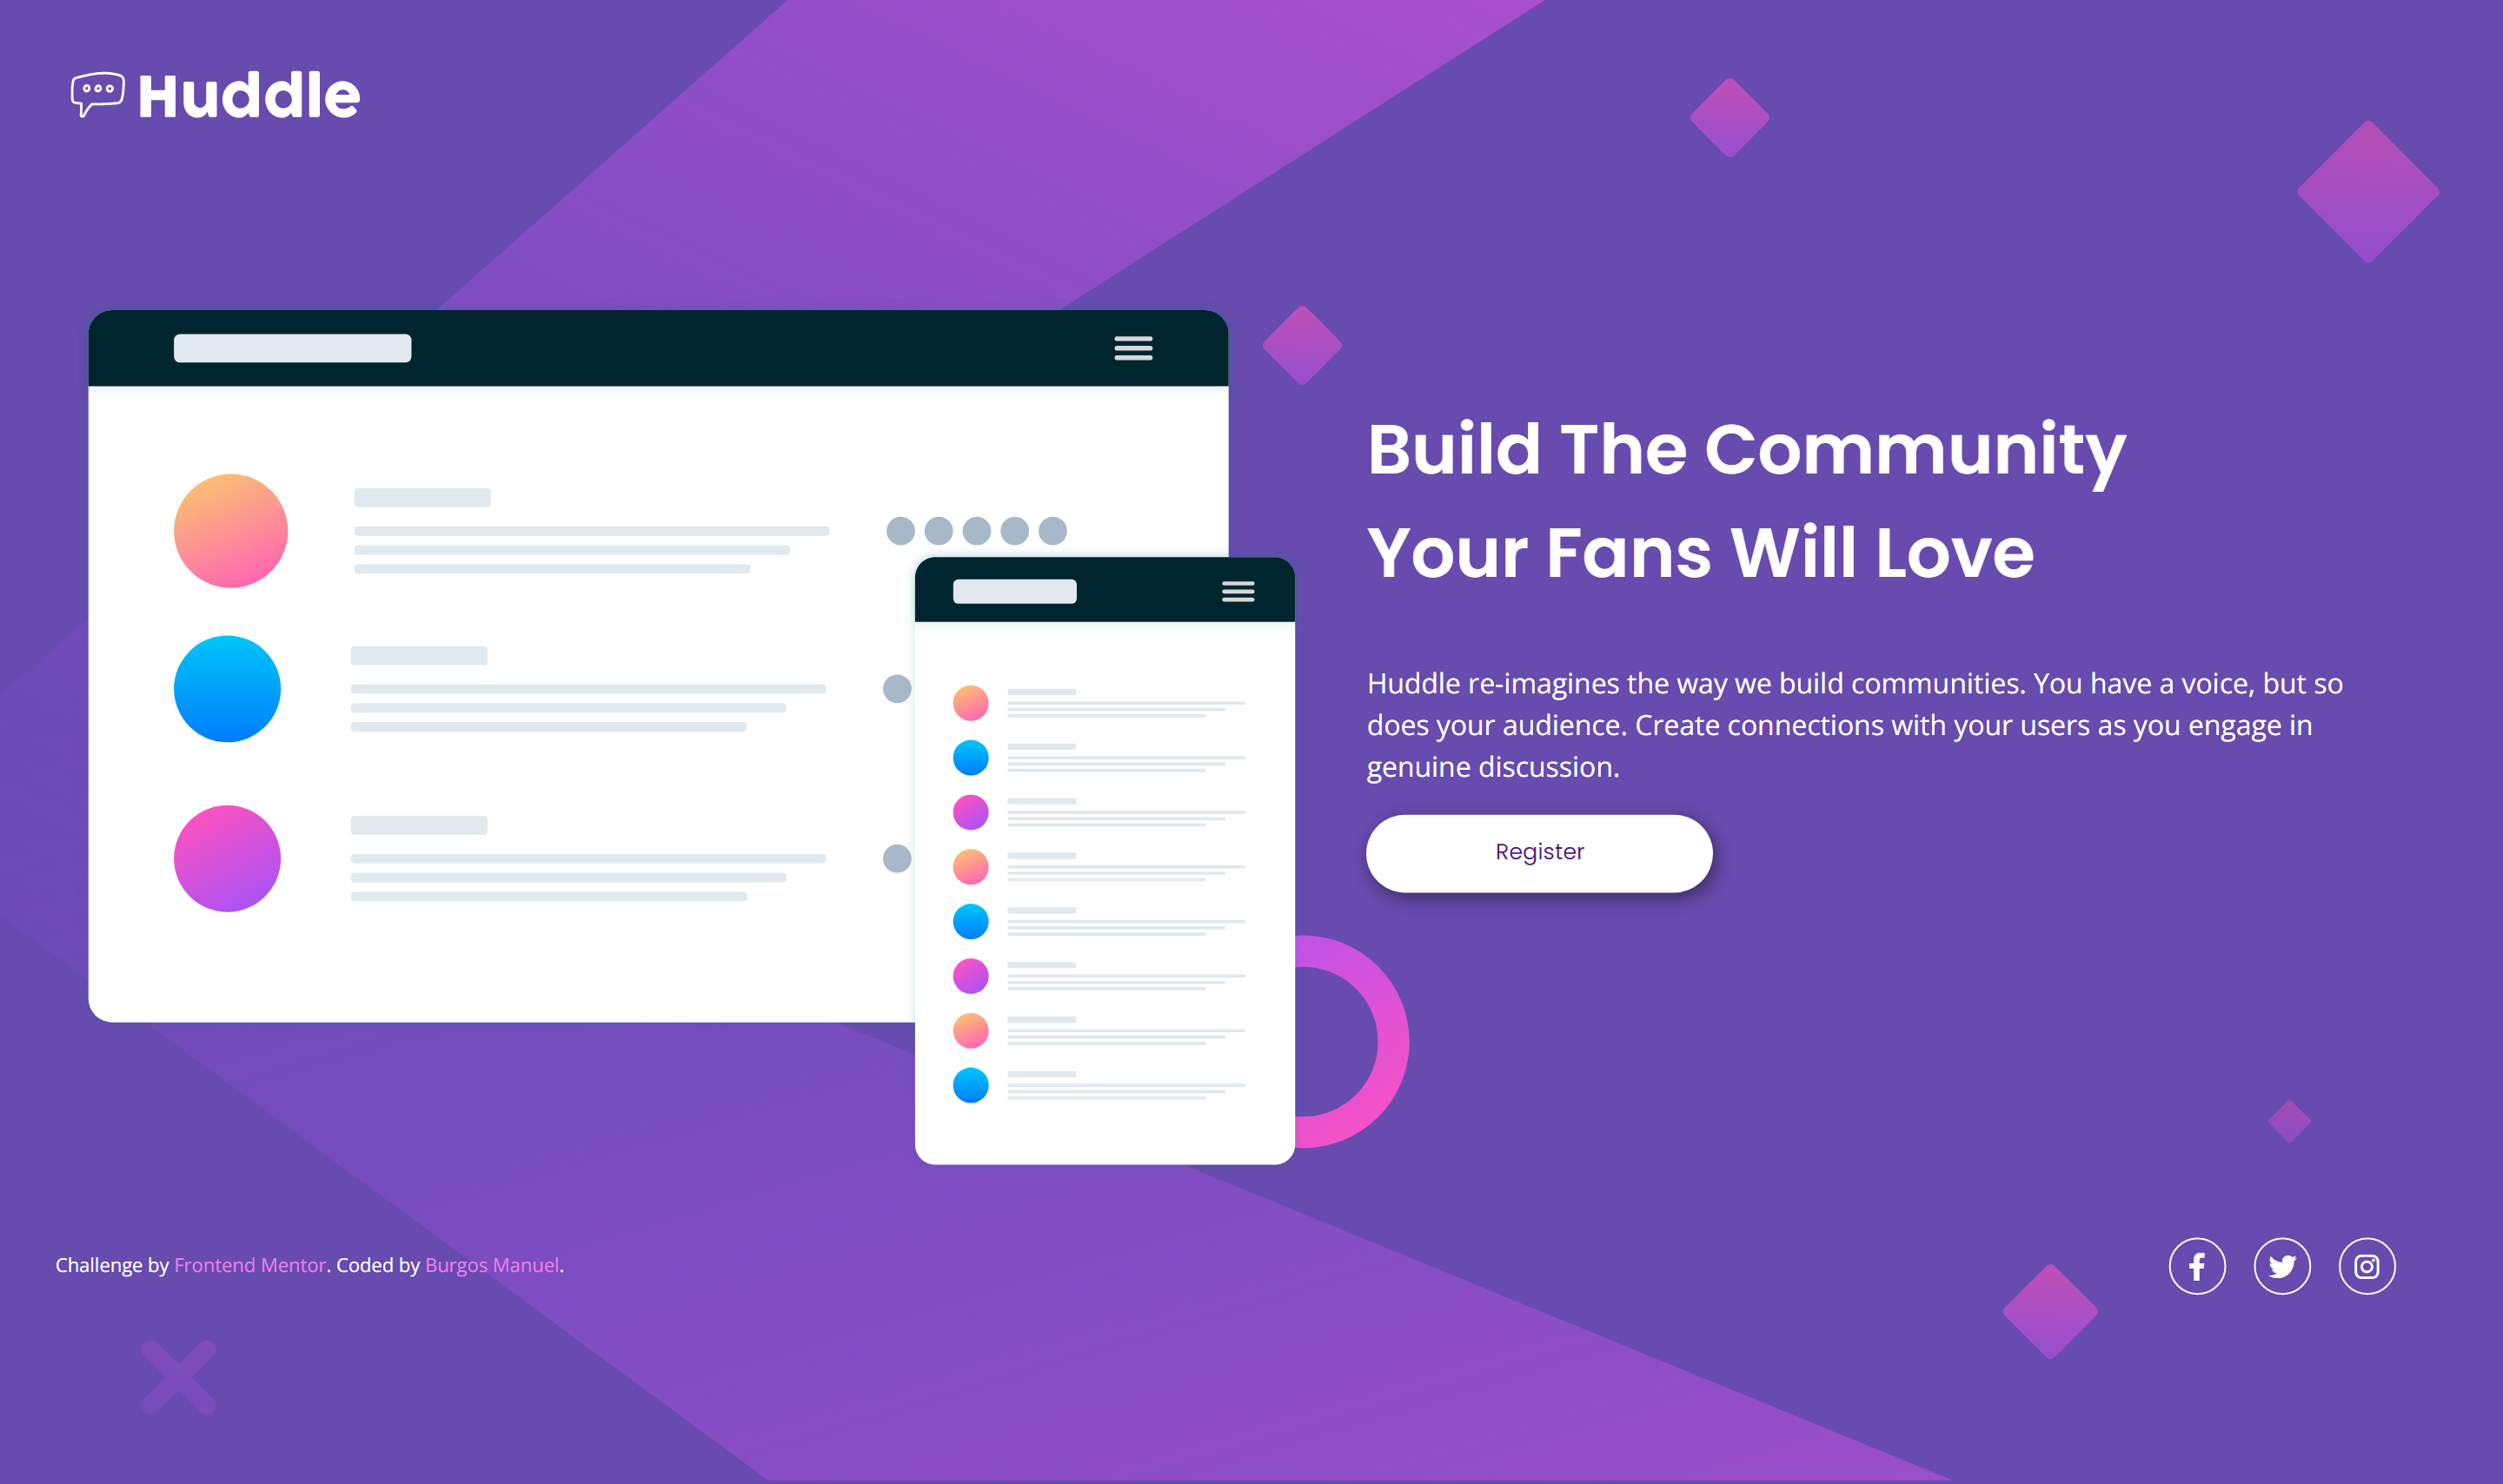 Huddle
Build The Community
Your Fans Will Love
Huddle re-imagines the way we build communities. You have a voice, but so
does your audience. Create connections with your users as you engage in
genuine discussion.
Register
Challenge by Frontend Mentor. Coded by Burgos Manuel.